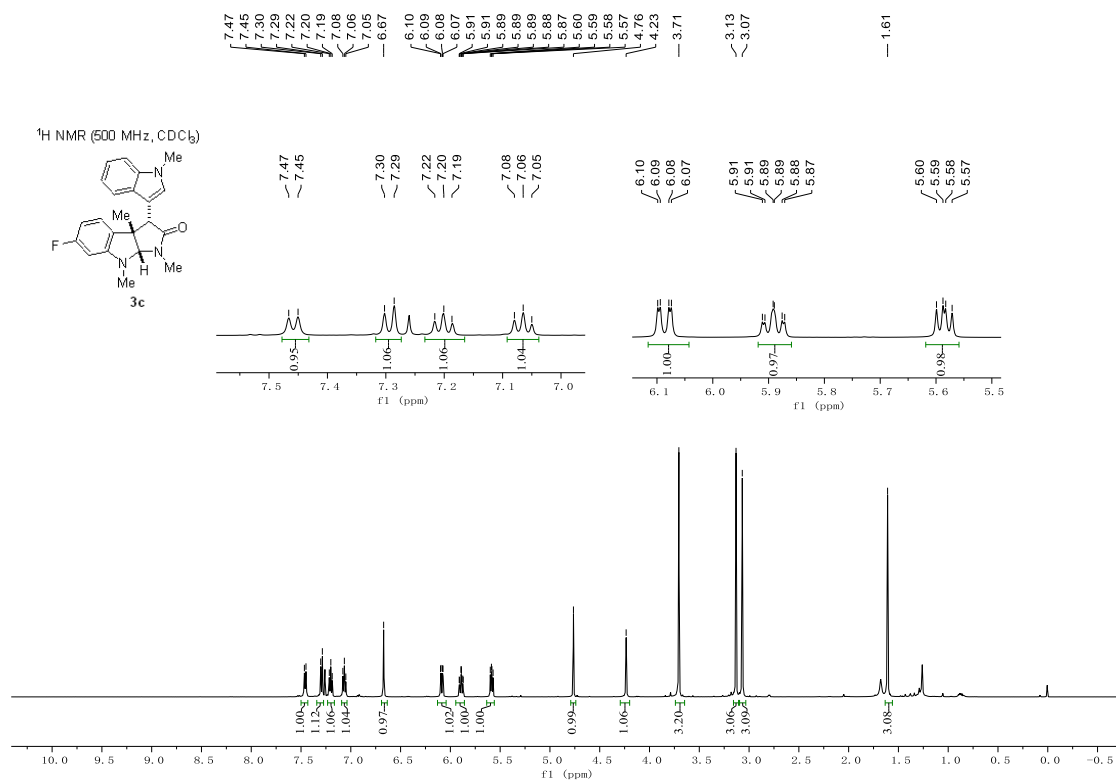 7.47 7.45 7.30 7.29 7.22 7.20 7.19 7.08 7.06 7.05 6.67 6.10 6.09 6.08 6.07 5.91 5.91 5.89 5.89 5.88 5.87 5.60 5.59 5.58 5.57 4.76 4.23 3.71 3.13 3.07 1.61
¹H NMR (500 MHz, CDCl₃)
Me
N
Me
O
F
N
N
H
Me
Me
3c
7.47 7.45 7.30 7.29 7.22 7.20 7.19 7.08 7.06 7.05
6.10 6.09 6.08 6.07 5.91 5.91 5.89 5.89 5.88 5.87 5.60 5.59 5.58 5.57
0.95 1.06 1.06 1.04
7.5 7.4 7.3 7.2 7.1 7.0
f1 (ppm)
1.00 0.97 0.98
6.1 6.0 5.9 5.8 5.7 5.6 5.5
f1 (ppm)
1.00 1.12 1.06 1.04 0.97 1.02 1.00 1.00 0.99 1.06 3.20 3.06 3.09 3.08
10.0 9.5 9.0 8.5 8.0 7.5 7.0 6.5 6.0 5.5 5.0 4.5 4.0 3.5 3.0 2.5 2.0 1.5 1.0 0.5 0.0 -0.5
f1 (ppm)